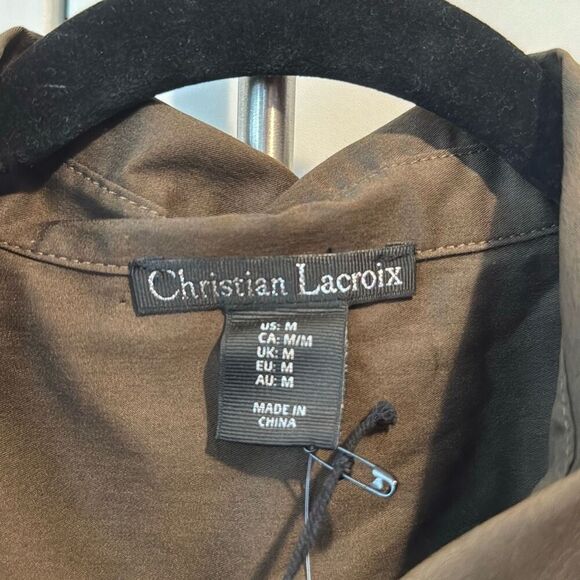 Christian Lacroix
US: M
CA: M/M
UK: M
EU: M
AU: M
MADE IN
CHINA